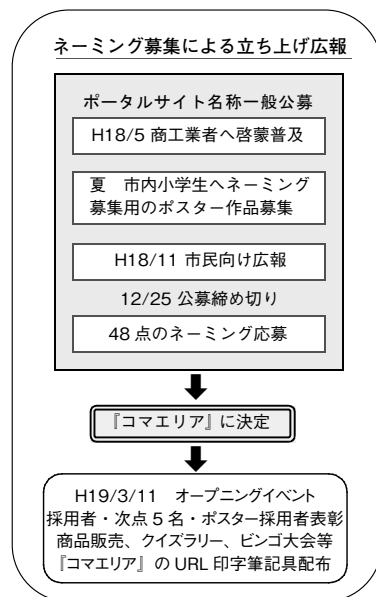 ネーミング募集による立ち上げ広報
ポータルサイト名称一般公募
H18/5 商工業者へ啓蒙普及
夏　市内小学生へネーミング
募集用のポスター作品募集
H18/11 市民向け広報
12/25 公募締め切り
48 点のネーミング応募
『コマエリア』に決定
H19/3/11　オープニングイベント
採用者・次点 5 名・ポスター採用者表彰
商品販売、クイズラリー、ビンゴ大会等
『コマエリア』の URL 印字筆記具配布